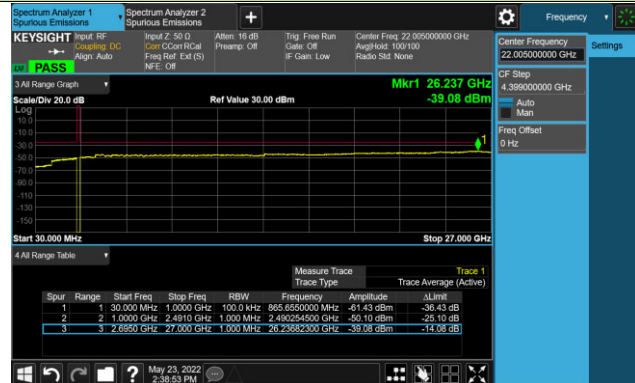 Spectrum Analyzer 1
Spurious Emissions
Spectrum Analyzer 2
Spurious Emissions
+
Frequency
KEYSIGHT
Input: RF
Coupling: DC
Align: Auto
Input Z: 50 Ω
Corr CCorr RCal
Freq Ref: Ext (S)
NFE: Off
Atten: 16 dB
Preamp: Off
Trig: Free Run
Gate: Off
IF Gain: Low
Center Freq: 22.005000000 GHz
Avg|Hold: 100/100
Radio Std: None
PASS
Center Frequency
22.005000000 GHz
Settings
CF Step
4.399000000 GHz
Auto
Man
Freq Offset
0 Hz
3 All Range Graph
Mkr1 26.237 GHz
Scale/Div 20.0 dB
Ref Value 30.00 dBm
-39.08 dBm
Log
10.0
-10.0
-30.0
-50.0
-70.0
-90.0
-110
-130
-150
1
Start 30.000 MHz
Stop 27.000 GHz
4 All Range Table
Measure Trace
Trace 1
Trace Type
Trace Average (Active)
Spur Range Start Freq Stop Freq RBW Frequency Amplitude ΔLimit
1 1 30.000 MHz 1.0000 GHz 100.0 kHz 865.6550000 MHz -61.43 dBm -36.43 dB
2 2 1.0000 GHz 2.4910 GHz 1.000 MHz 2.490254500 GHz -50.10 dBm -25.10 dB
3 3 2.6950 GHz 27.000 GHz 1.000 MHz 26.23682300 GHz -39.08 dBm -14.08 dB
?
May 23, 2022
2:38:53 PM